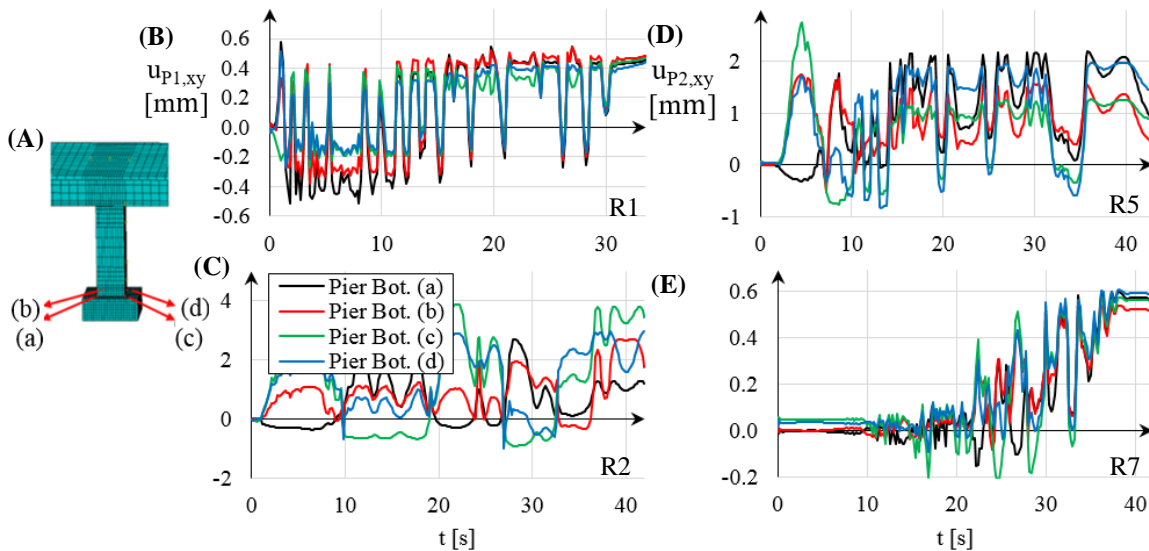 (A)
(b)
(a)
(d)
(c)
(B)
u_P1,xy
[mm]
0.6
0.4
0.2
0.0
-0.2
-0.4
-0.6
0
10
20
30
R1
(D)
u_P2,xy
[mm]
2
1
0
-1
0
10
20
30
40
R5
(C)
4
2
0
-2
Pier Bot. (a)
Pier Bot. (b)
Pier Bot. (c)
Pier Bot. (d)
0
10
20
30
40
R2
t [s]
(E)
0.6
0.4
0.2
0.0
-0.2
0
10
20
30
40
R7
t [s]